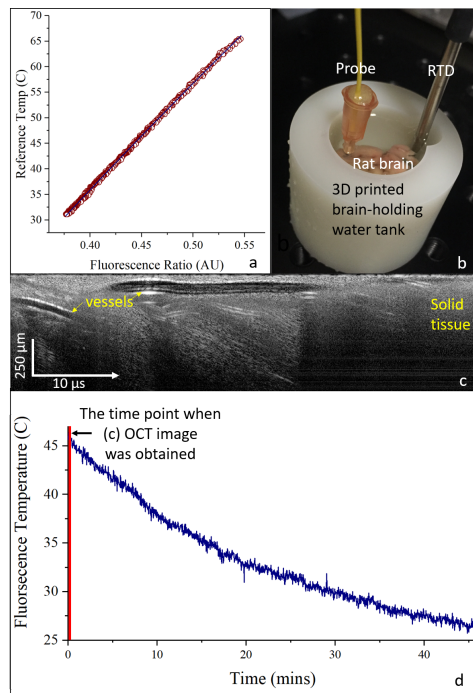 65
60
55
50
45
40
35
30
Reference Temp (C)
0.40 0.45 0.50 0.55
Fluorescence Ratio (AU)
a
Probe
RTD
Rat brain
3D printed
brain-holding
water tank
b
b
vessels
Solid
tissue
250 µm
10 µs
c
The time point when
(c) OCT image
was obtained
45
40
35
30
25
Fluorsecence Temperature (C)
0 10 20 30 40
Time (mins)
d